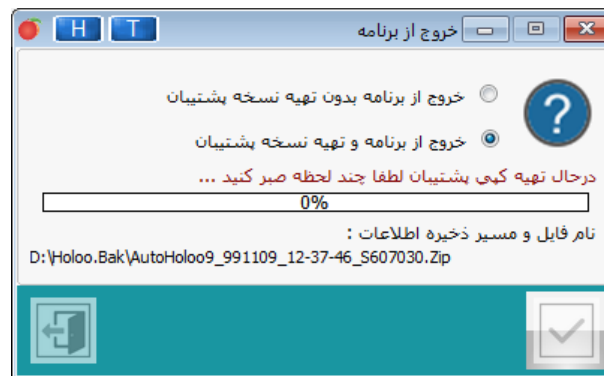 H T خروج از برنامه
خروج از برنامه بدون تهیه نسخه پشتیبان
خروج از برنامه و تهیه نسخه پشتیبان
درحال تهیه کپی پشتیبان لطفا چند لحظه صبر کنید ...
0%
نام فایل و مسیر ذخیره اطلاعات :
D:\Holoo.Bak\AutoHoloo9_991109_12-37-46_S607030.Zip